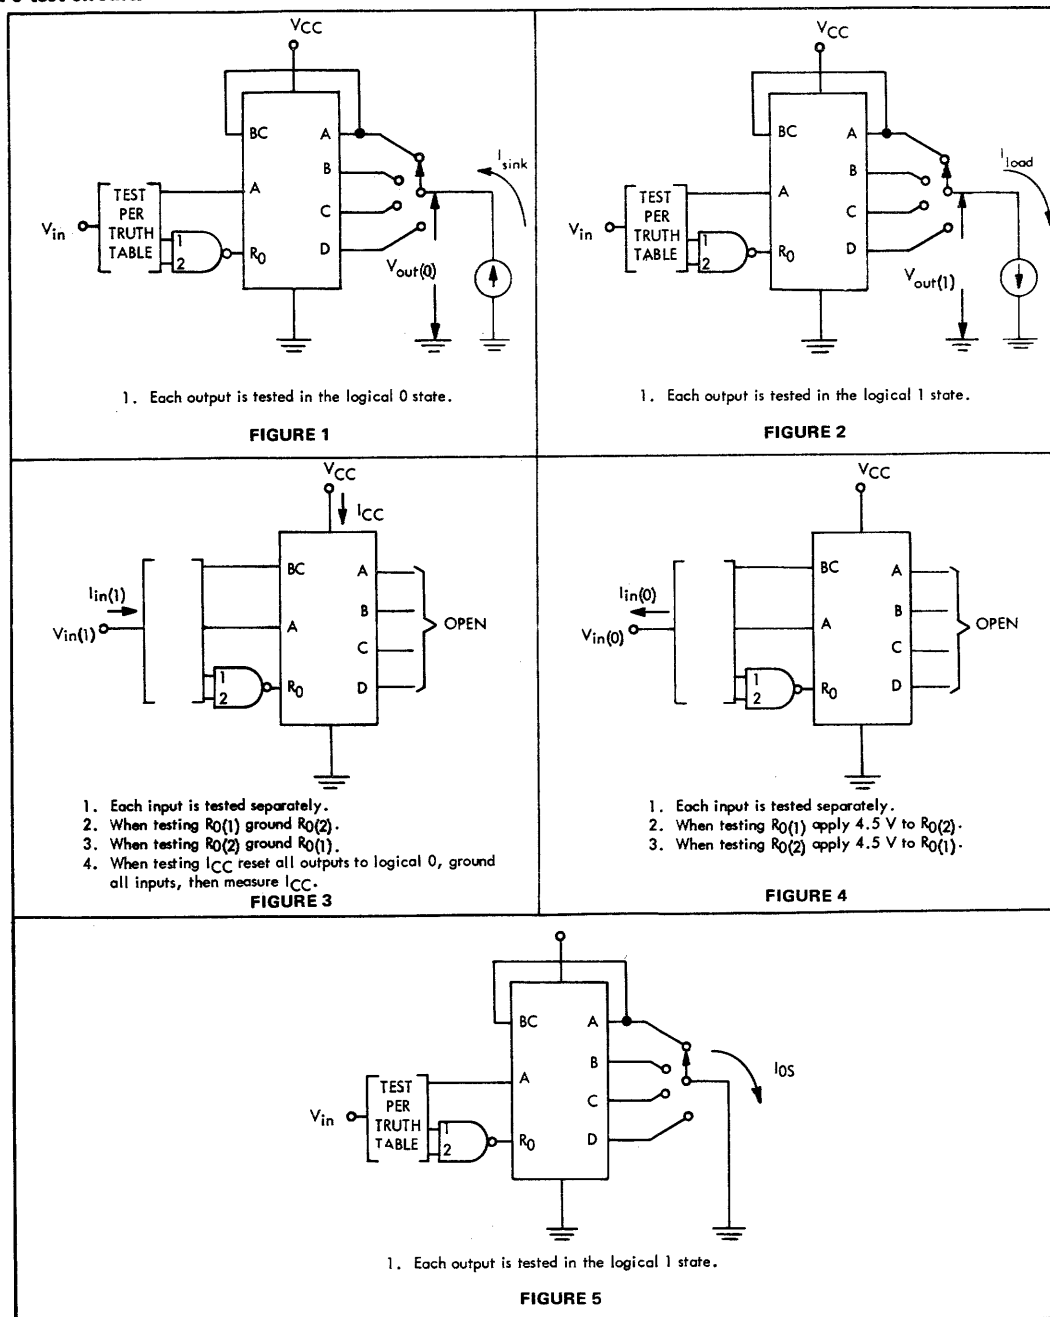 VCC
BC
A
B
C
D
A
R0
TEST
PER
TRUTH
TABLE
Vin
1
2
Isink
Vout(0)
1. Each output is tested in the logical 0 state.
FIGURE 1
VCC
BC
A
B
C
D
A
R0
TEST
PER
TRUTH
TABLE
Vin
1
2
Iload
Vout(1)
1. Each output is tested in the logical 1 state.
FIGURE 2
VCC
ICC
BC
A
B
C
D
A
R0
Iin(1)
Vin(1)
1
2
OPEN
1. Each input is tested separately.
2. When testing R0(1) ground R0(2).
3. When testing R0(2) ground R0(1).
4. When testing ICC reset all outputs to logical 0, ground
all inputs, then measure ICC.
FIGURE 3
VCC
BC
A
B
C
D
A
R0
Iin(0)
Vin(0)
1
2
OPEN
1. Each input is tested separately.
2. When testing R0(1) apply 4.5 V to R0(2).
3. When testing R0(2) apply 4.5 V to R0(1).
FIGURE 4
BC
A
B
C
D
A
R0
TEST
PER
TRUTH
TABLE
Vin
1
2
IOS
1. Each output is tested in the logical 1 state.
FIGURE 5